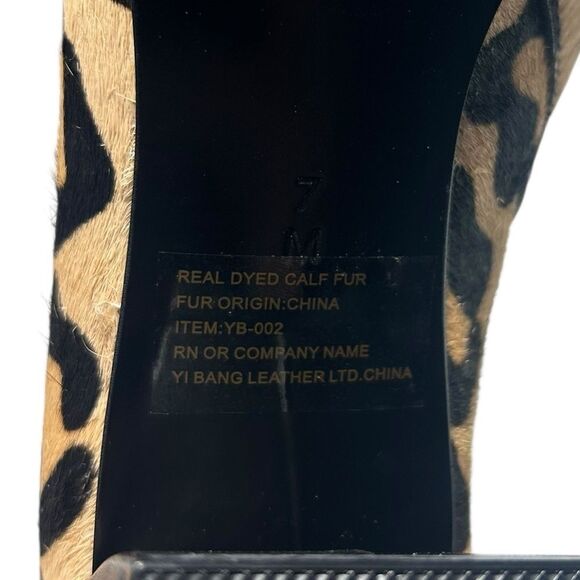 7
M
REAL DYED CALF FUR
FUR ORIGIN:CHINA
ITEM:YB-002
RN OR COMPANY NAME
YI BANG LEATHER LTD.CHINA